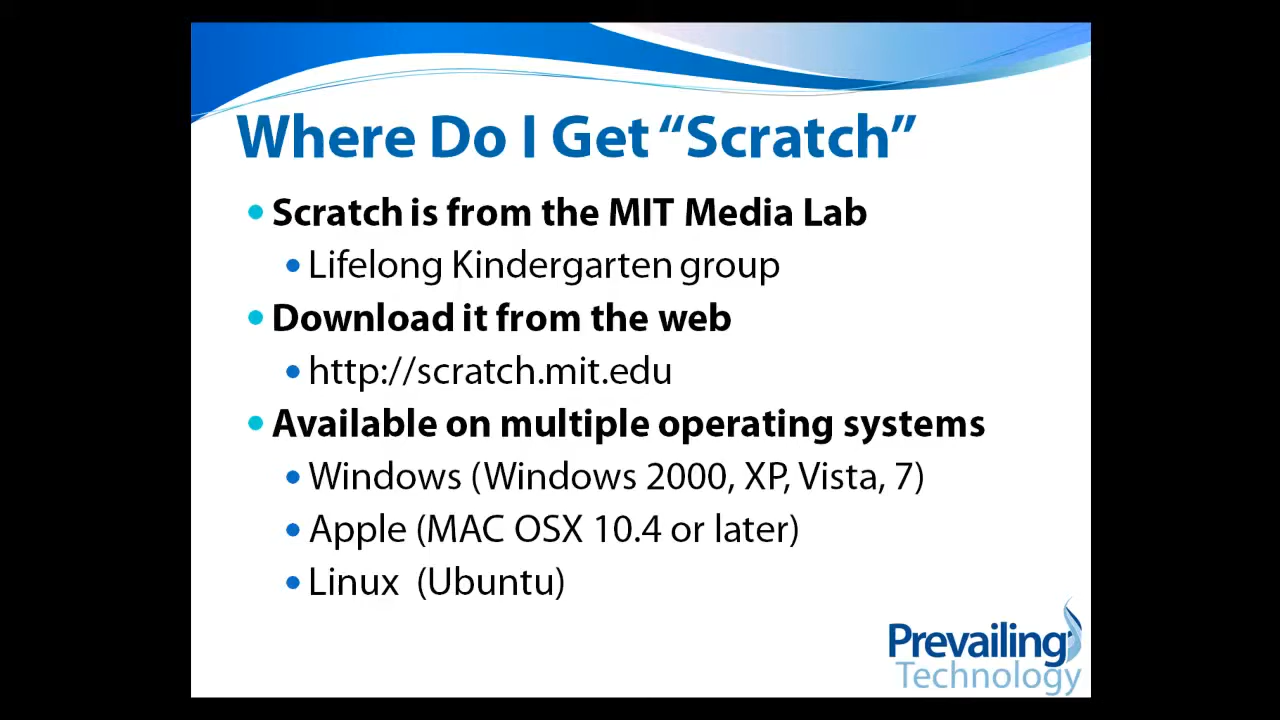 Where Do I Get “Scratch”
• Scratch is from the MIT Media Lab
• Lifelong Kindergarten group
• Download it from the web
• http://scratch.mit.edu
• Available on multiple operating systems
• Windows (Windows 2000, XP, Vista, 7)
• Apple (MAC OSX 10.4 or later)
• Linux (Ubuntu)
Prevailing
Technology